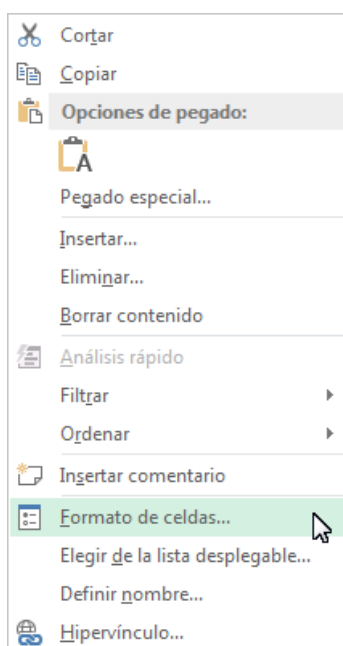 Cortar
Copiar
Opciones de pegado:
A
Pegado especial...
Insertar...
Eliminar...
Borrar contenido
Análisis rápido
Filtrar
Ordenar
Insertar comentario
Formato de celdas...
Elegir de la lista desplegable...
Definir nombre...
Hipervínculo...